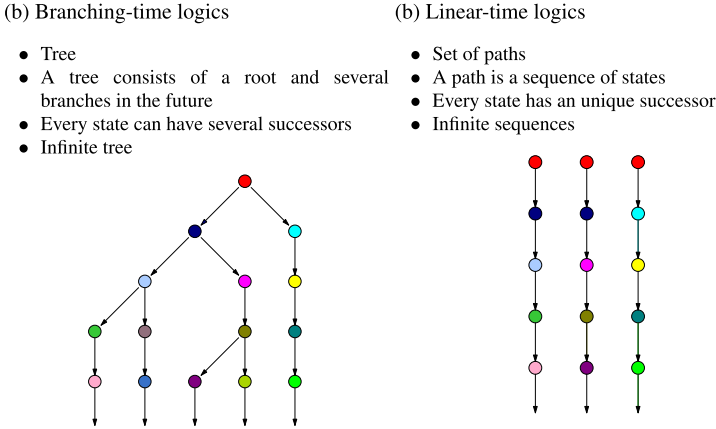 (b) Branching-time logics
• Tree
• A tree consists of a root and several
branches in the future
• Every state can have several successors
• Infinite tree
(b) Linear-time logics
• Set of paths
• A path is a sequence of states
• Every state has an unique successor
• Infinite sequences